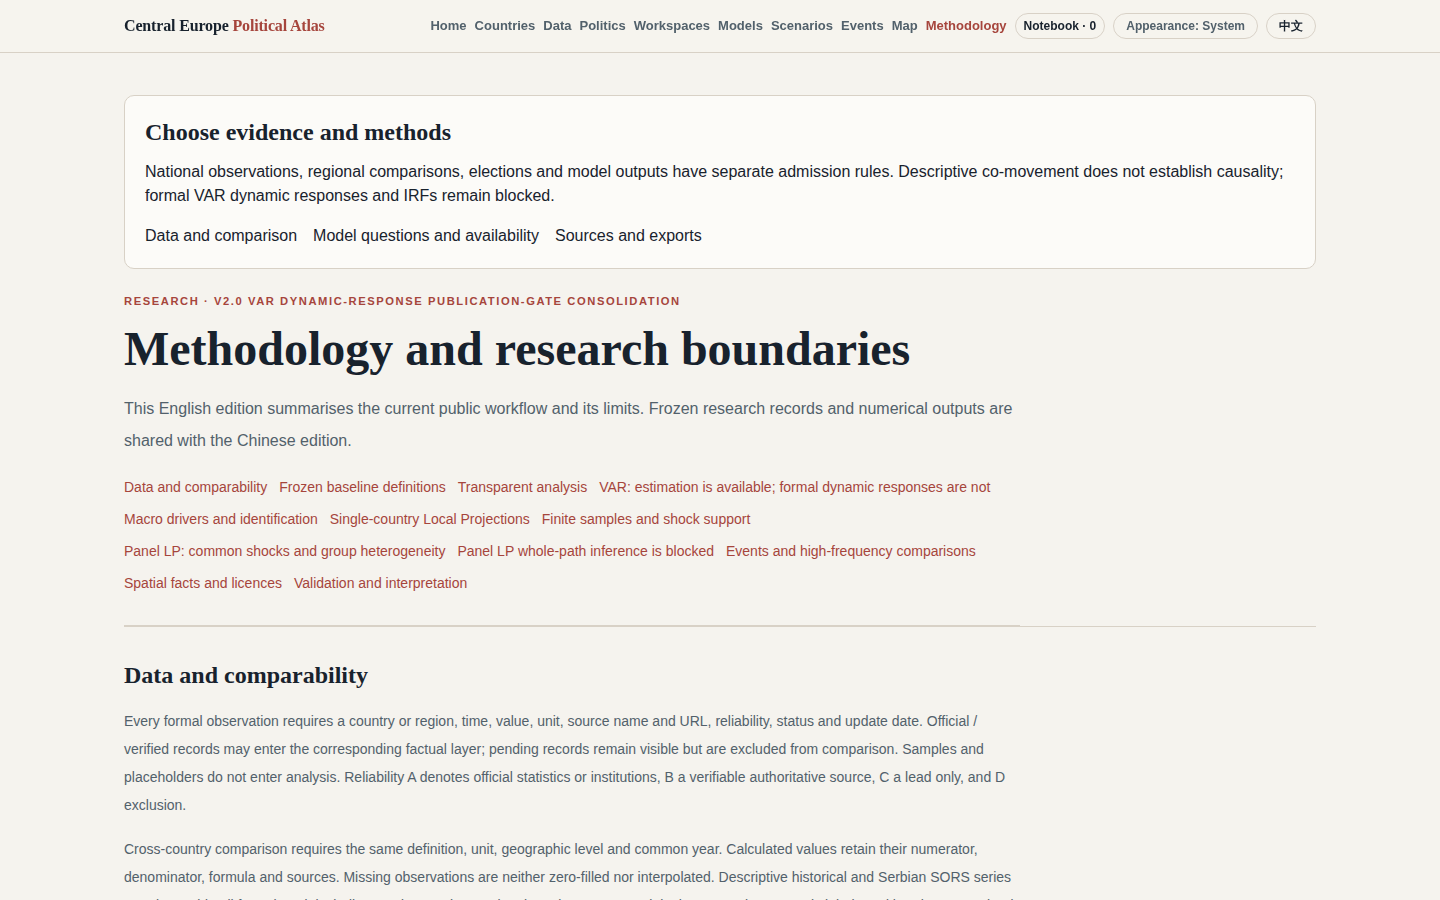 Central Europe Political Atlas
Home Countries Data Politics Workspaces Models Scenarios Events Map Methodology Notebook · 0 Appearance: System 中文
Choose evidence and methods
National observations, regional comparisons, elections and model outputs have separate admission rules. Descriptive co-movement does not establish causality;
formal VAR dynamic responses and IRFs remain blocked.
Data and comparison Model questions and availability Sources and exports
RESEARCH · V2.0 VAR DYNAMIC-RESPONSE PUBLICATION-GATE CONSOLIDATION
Methodology and research boundaries
This English edition summarises the current public workflow and its limits. Frozen research records and numerical outputs are
shared with the Chinese edition.
Data and comparability Frozen baseline definitions Transparent analysis VAR: estimation is available; formal dynamic responses are not
Macro drivers and identification Single-country Local Projections Finite samples and shock support
Panel LP: common shocks and group heterogeneity Panel LP whole-path inference is blocked Events and high-frequency comparisons
Spatial facts and licences Validation and interpretation
Data and comparability
Every formal observation requires a country or region, time, value, unit, source name and URL, reliability, status and update date. Official /
verified records may enter the corresponding factual layer; pending records remain visible but are excluded from comparison. Samples and
placeholders do not enter analysis. Reliability A denotes official statistics or institutions, B a verifiable authoritative source, C a lead only, and D
exclusion.
Cross-country comparison requires the same definition, unit, geographic level and common year. Calculated values retain their numerator,
denominator, formula and sources. Missing observations are neither zero-filled nor interpolated. Descriptive historical and Serbian SORS series